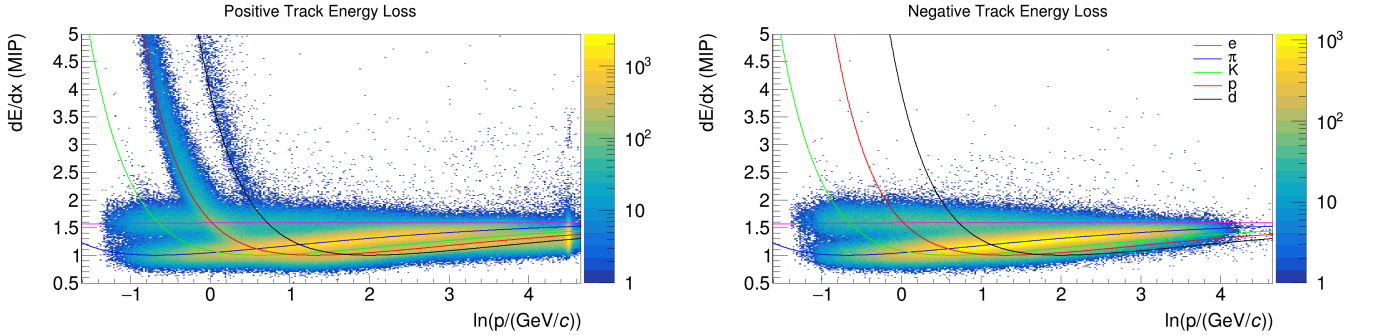 Positive Track Energy Loss
dE/dx (MIP)
5
4.5
4
3.5
3
2.5
2
1.5
1
0.5
−1 0 1 2 3 4
ln(p/(GeV/c))
10³
10²
10
1
Negative Track Energy Loss
dE/dx (MIP)
5
4.5
4
3.5
3
2.5
2
1.5
1
0.5
−1 0 1 2 3 4
ln(p/(GeV/c))
e
π
K
p
d
10³
10²
10
1